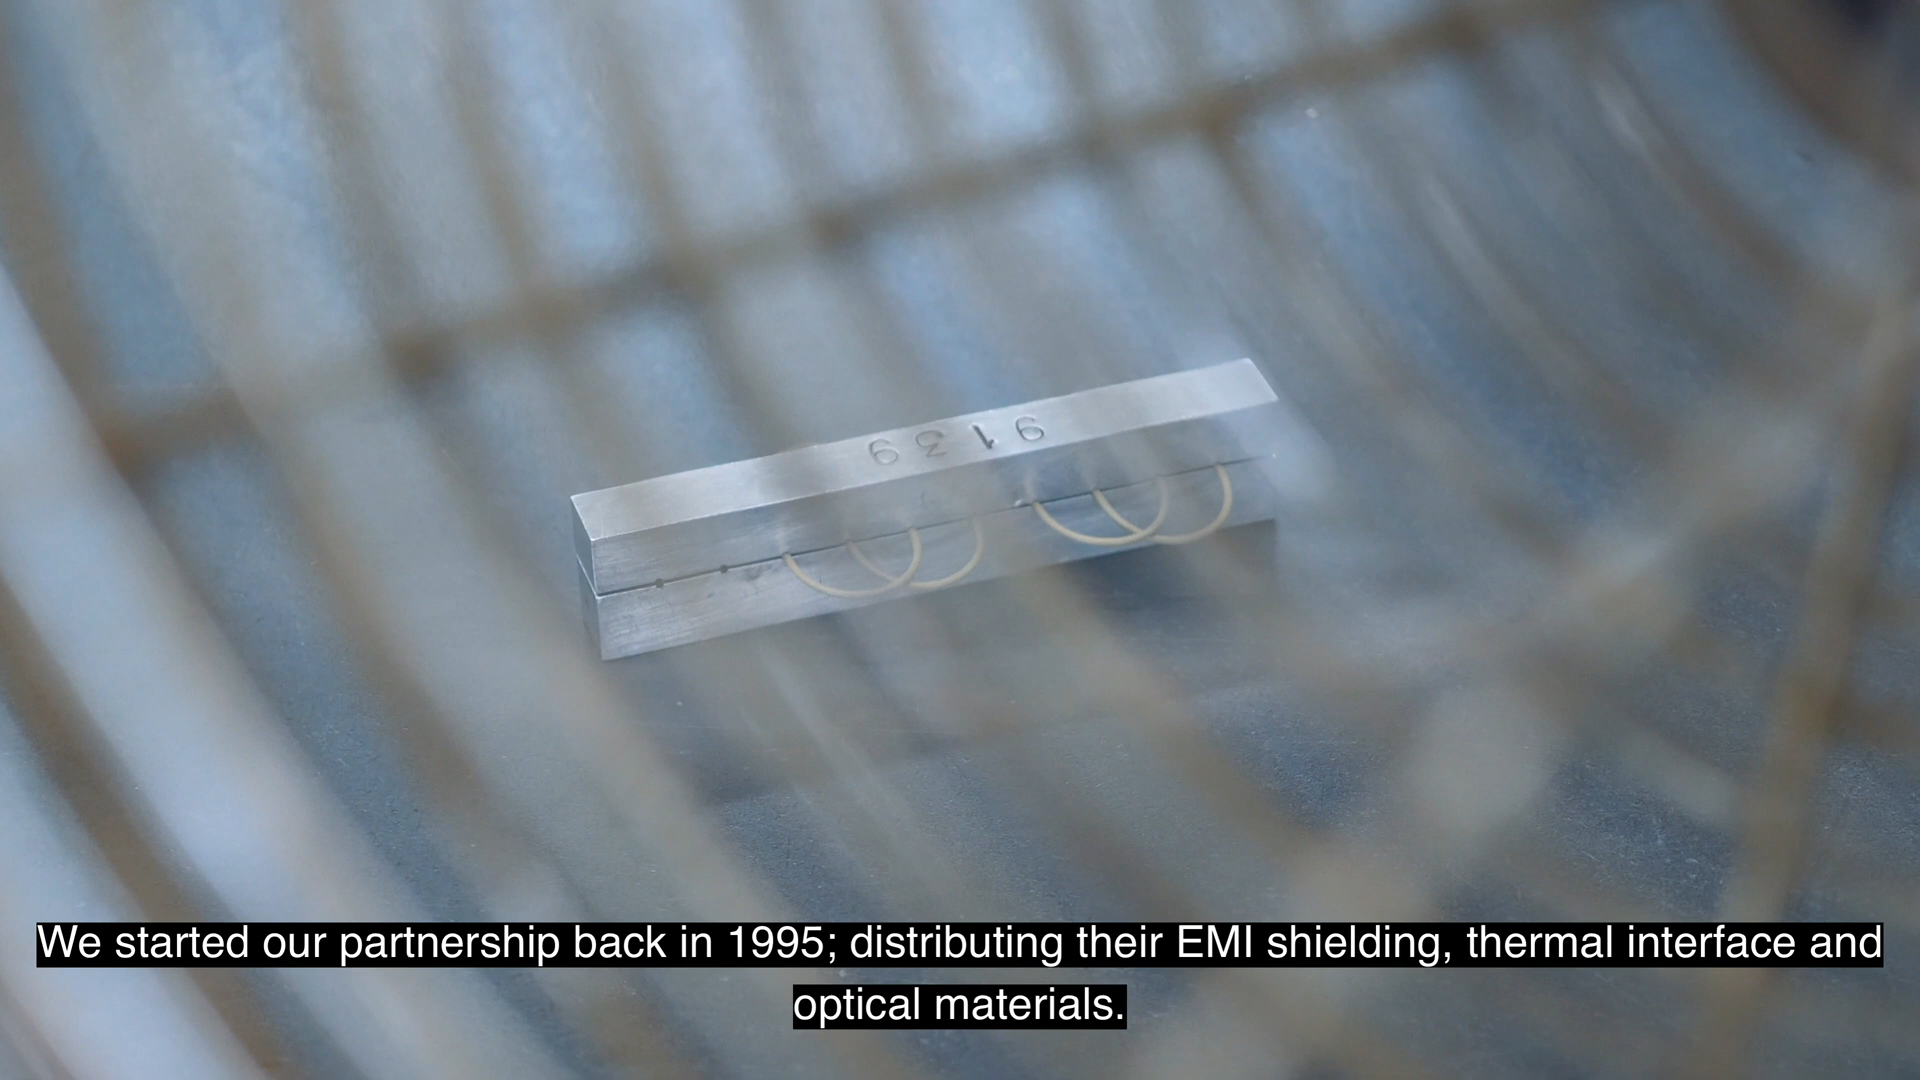 9139
We started our partnership back in 1995; distributing their EMI shielding, thermal interface and
optical materials.